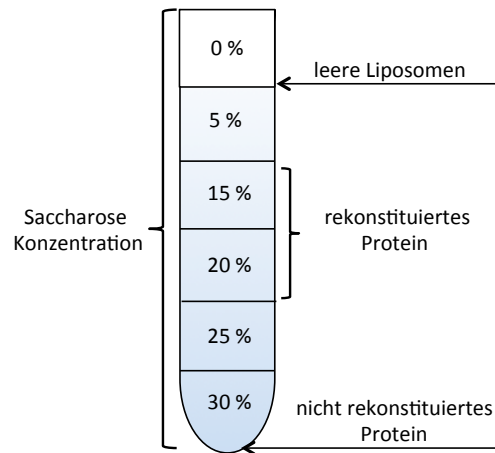 0 %
leere Liposomen
5 %
15 %
Saccharose
Konzentration
rekonstituiertes
Protein
20 %
25 %
30 %
nicht rekonstituiertes
Protein